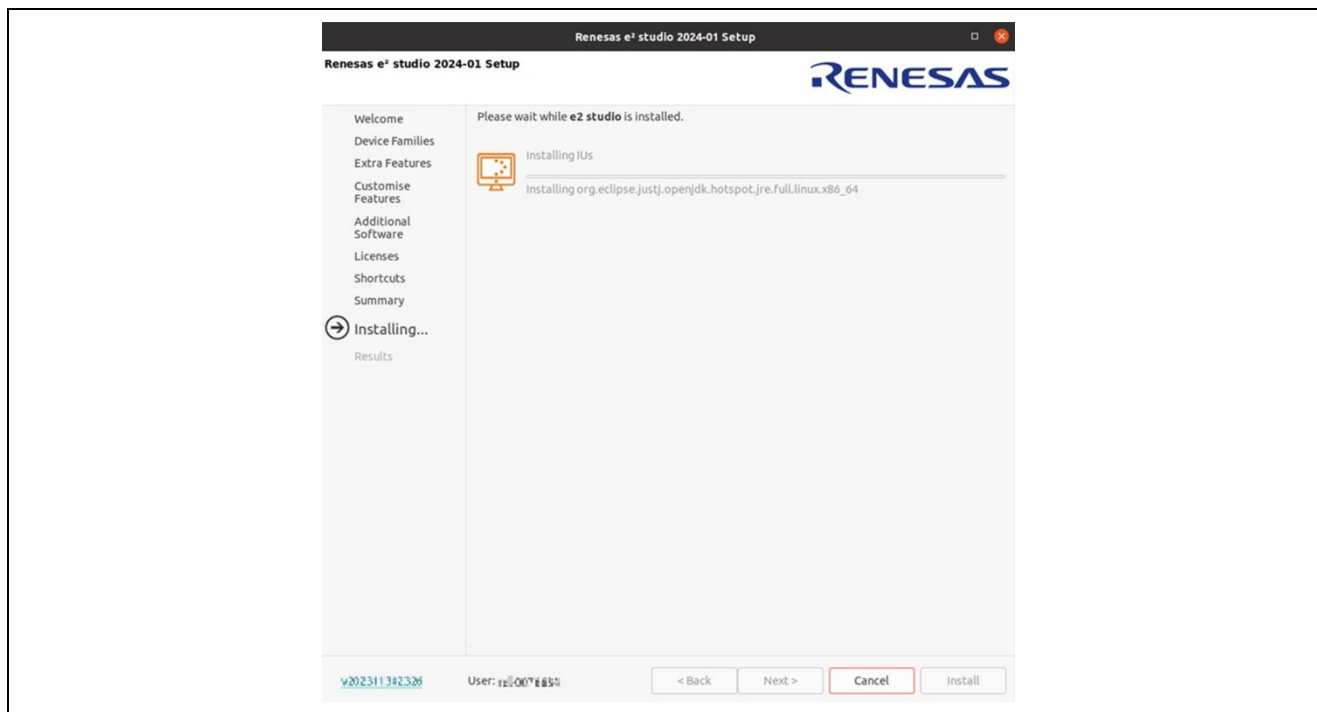 Renesas e² studio 2024-01 Setup
Renesas e² studio 2024-01 Setup
RENESAS
Welcome
Device Families
Extra Features
Customise
Features
Additional
Software
Licenses
Shortcuts
Summary
Installing...
Results
Please wait while e2 studio is installed.
Installing IUs
Installing org.eclipse.justj.openjdk.hotspot.jre.full.linux.x86_64
User:
< Back
Next >
Cancel
Install